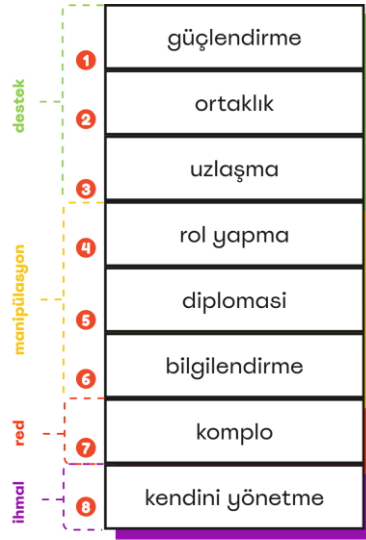 destek
1 güçlendirme
2 ortaklık
3 uzlaşma
manipülasyon
4 rol yapma
5 diplomasi
6 bilgilendirme
red
7 komplo
ihmal
8 kendini yönetme